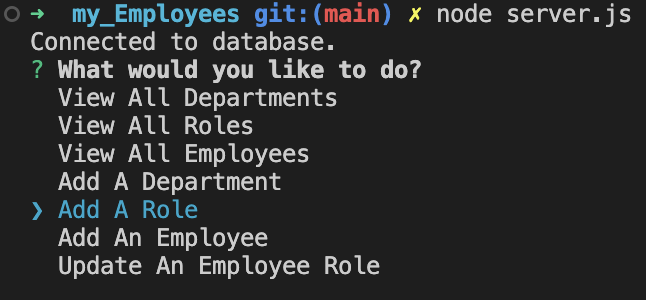 ➜ my_Employees git:(main) ✗ node server.js
Connected to database.
? What would you like to do?
View All Departments
View All Roles
View All Employees
Add A Department
❯ Add A Role
Add An Employee
Update An Employee Role